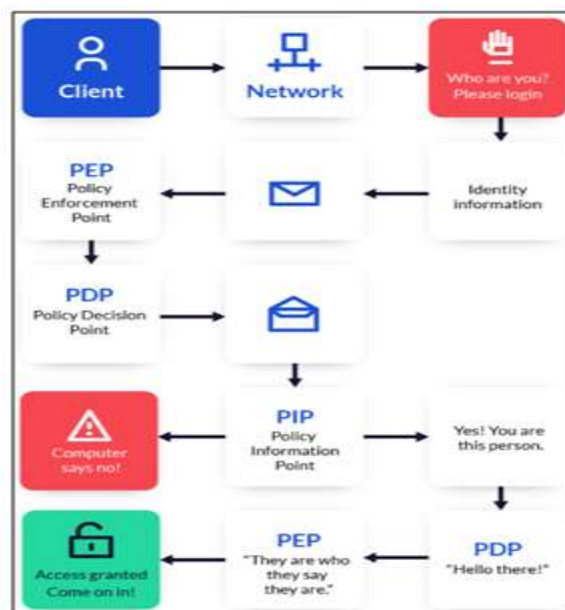 Client
Network
Who are you?
Please login
PEP
Policy
Enforcement
Point
Identity
information
PDP
Policy Decision
Point
Computer
says no!
PIP
Policy
Information
Point
Yes! You are
this person.
Access granted
Come on in!
PEP
"They are who
they say
they are."
PDP
"Hello there!"